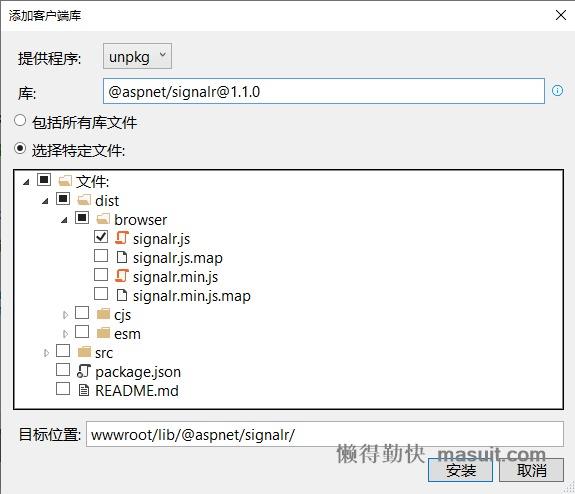 添加客户端库
提供程序: unpkg
库: @aspnet/signalr@1.1.0
包括所有库文件
选择特定文件:
文件:
dist
browser
signalr.js
signalr.js.map
signalr.min.js
signalr.min.js.map
cjs
esm
src
package.json
README.md
目标位置: wwwroot/lib/@aspnet/signalr/
懒得勤快 masuit.com
安装 取消